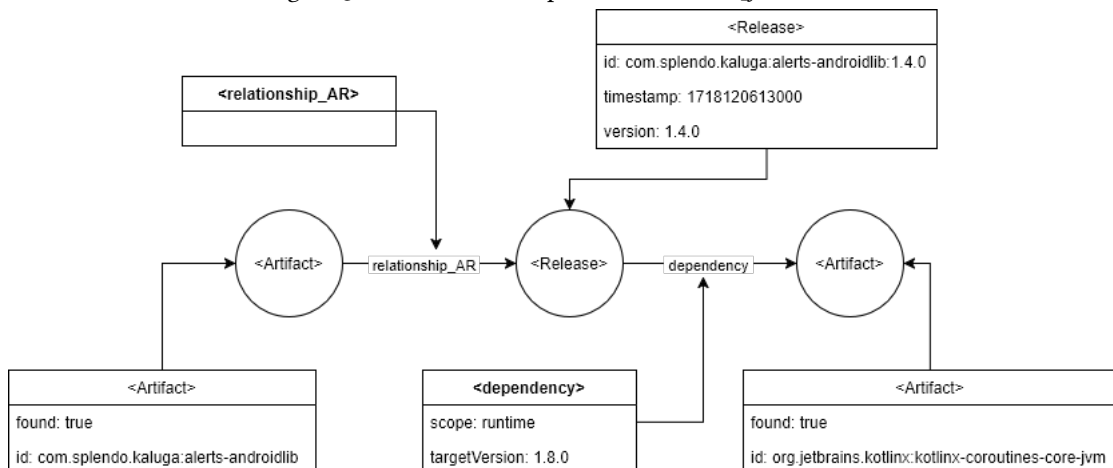 <Release>
id: com.splendo.kaluga:alerts-androidlib:1.4.0
timestamp: 1718120613000
version: 1.4.0
<relationship_AR>
<Artifact>
relationship_AR
<Release>
dependency
<Artifact>
<Artifact>
found: true
id: com.splendo.kaluga:alerts-androidlib
<dependency>
scope: runtime
targetVersion: 1.8.0
<Artifact>
found: true
id: org.jetbrains.kotlinx:kotlinx-coroutines-core-jvm